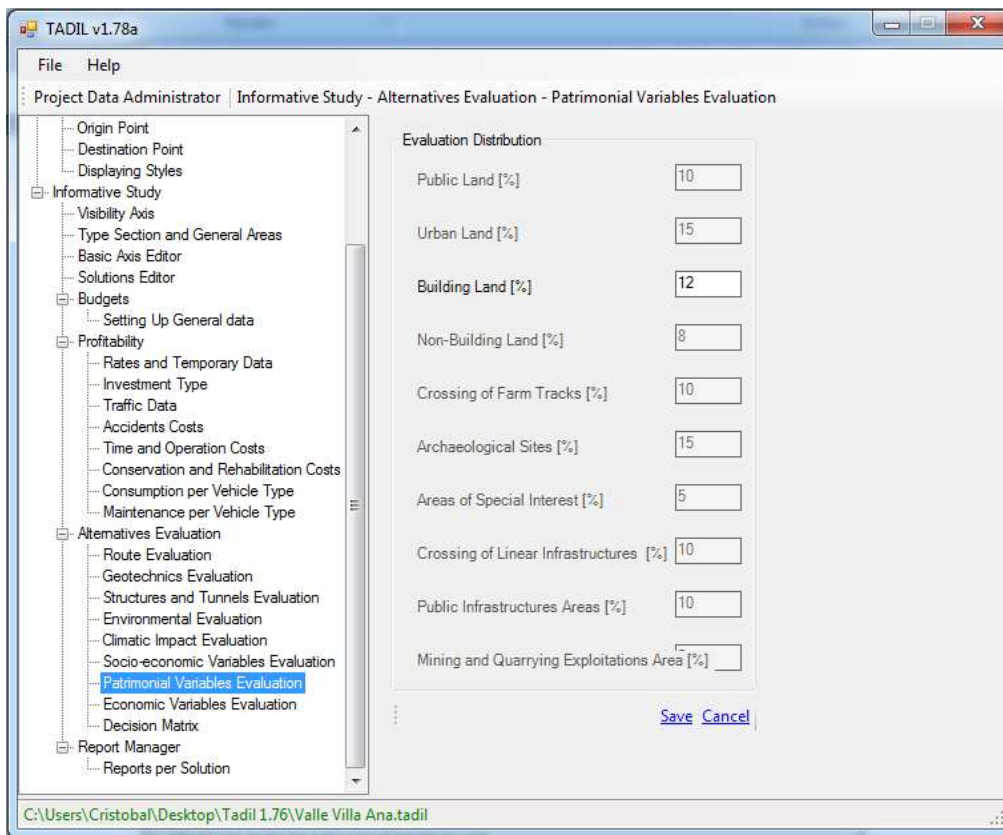 TADIL v1.78a
File Help
Project Data Administrator Informative Study - Alternatives Evaluation - Patrimonial Variables Evaluation
Origin Point
Destination Point
Displaying Styles
Informative Study
Visibility Axis
Type Section and General Areas
Basic Axis Editor
Solutions Editor
Budgets
Setting Up General data
Profitability
Rates and Temporary Data
Investment Type
Traffic Data
Accidents Costs
Time and Operation Costs
Conservation and Rehabilitation Costs
Consumption per Vehicle Type
Maintenance per Vehicle Type
Alternatives Evaluation
Route Evaluation
Geotechnics Evaluation
Structures and Tunnels Evaluation
Environmental Evaluation
Climatic Impact Evaluation
Socio-economic Variables Evaluation
Patrimonial Variables Evaluation
Economic Variables Evaluation
Decision Matrix
Report Manager
Reports per Solution
Evaluation Distribution
Public Land [%] 10
Urban Land [%] 15
Building Land [%] 12
Non-Building Land [%] 8
Crossing of Farm Tracks [%] 10
Archaeological Sites [%] 15
Areas of Special Interest [%] 5
Crossing of Linear Infrastructures [%] 10
Public Infrastructures Areas [%] 10
Mining and Quarrying Exploitations Area [%]
Save Cancel
C:\Users\Cristobal\Desktop\Tadil 1.76\Valle Villa Ana.tadil